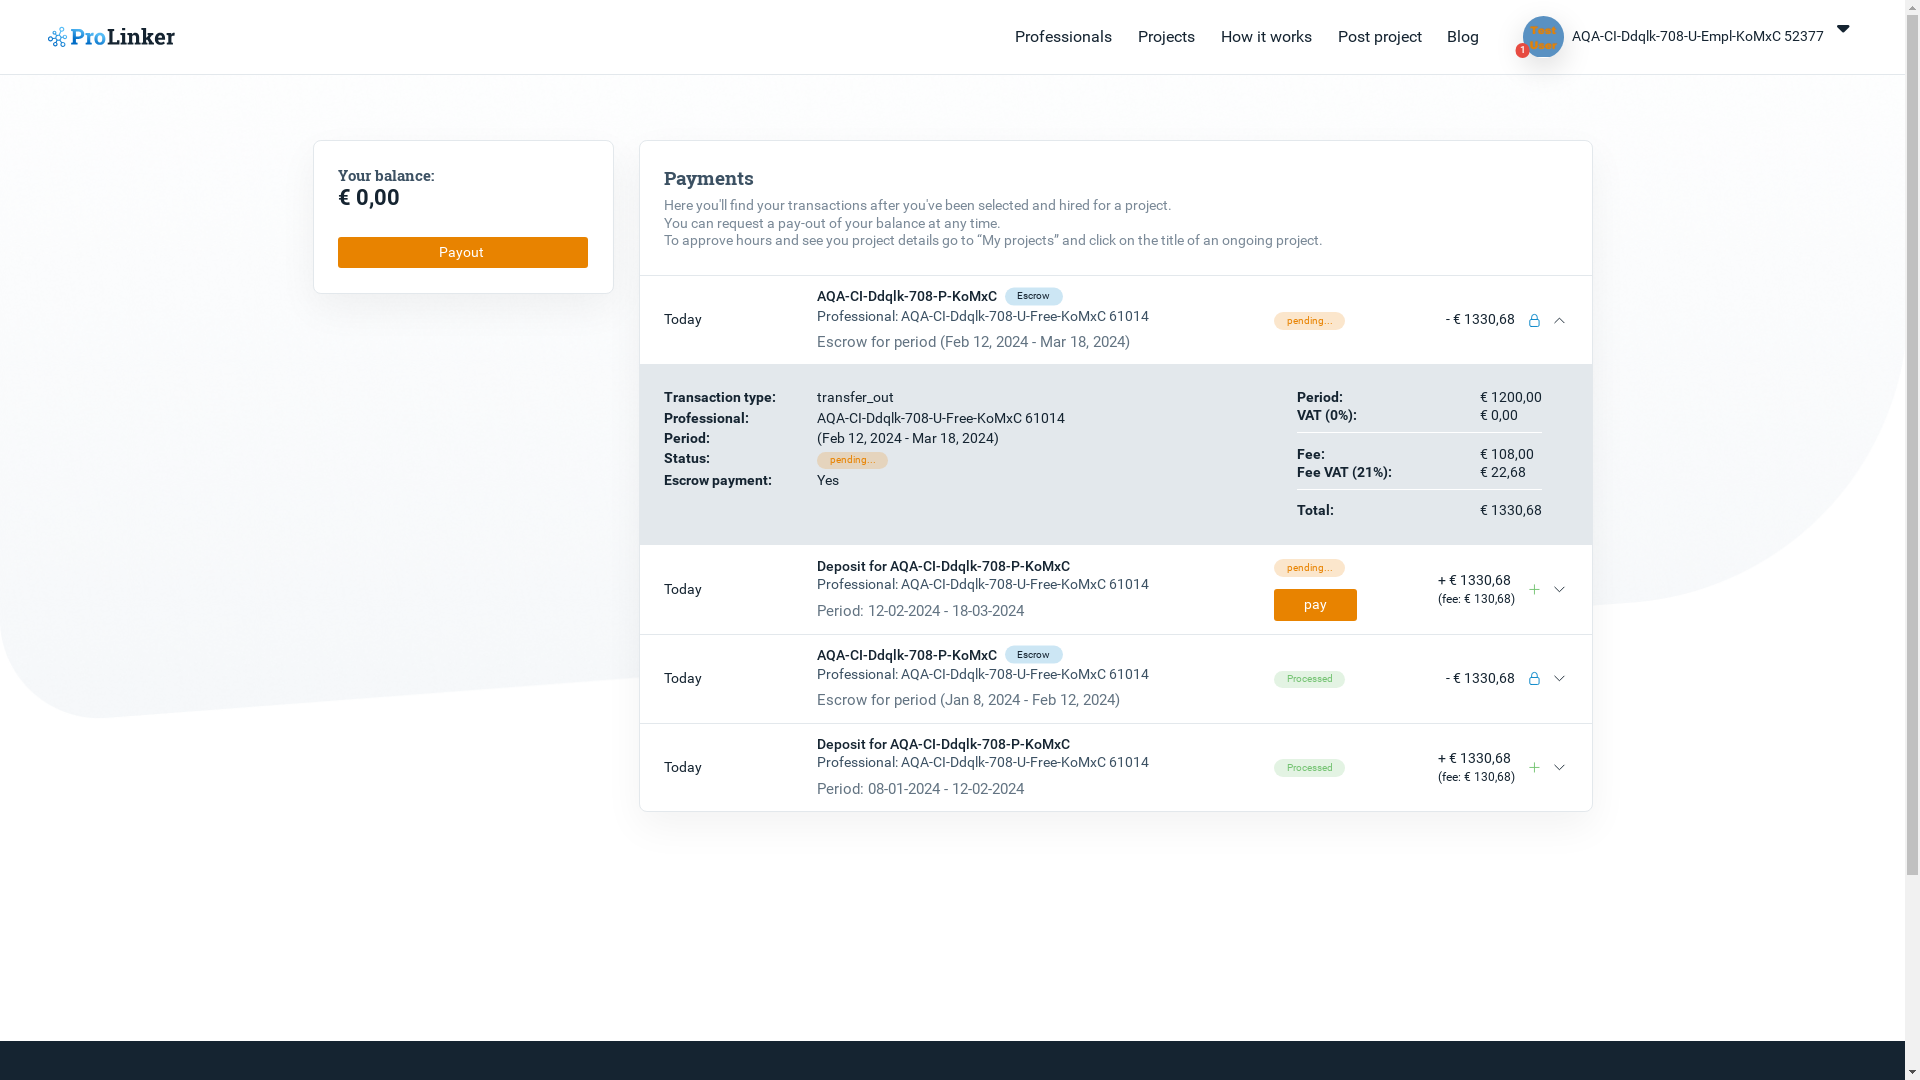 ProLinker
Professionals
Projects
How it works
Post project
Blog
Test
User
1
AQA-CI-Ddqlk-708-U-Empl-KoMxC 52377
Your balance:
€ 0,00
Payout
Payments
Here you'll find your transactions after you've been selected and hired for a project.
You can request a pay-out of your balance at any time.
To approve hours and see you project details go to “My projects” and click on the title of an ongoing project.
Today
AQA-CI-Ddqlk-708-P-KoMxC Escrow
Professional: AQA-CI-Ddqlk-708-U-Free-KoMxC 61014
Escrow for period (Feb 12, 2024 - Mar 18, 2024)
pending...
- € 1330,68
Transaction type: transfer_out
Professional: AQA-CI-Ddqlk-708-U-Free-KoMxC 61014
Period: (Feb 12, 2024 - Mar 18, 2024)
Status: pending...
Escrow payment: Yes
Period: € 1200,00
VAT (0%): € 0,00
Fee: € 108,00
Fee VAT (21%): € 22,68
Total: € 1330,68
Today
Deposit for AQA-CI-Ddqlk-708-P-KoMxC
Professional: AQA-CI-Ddqlk-708-U-Free-KoMxC 61014
Period: 12-02-2024 - 18-03-2024
pending...
pay
+ € 1330,68
(fee: € 130,68)
Today
AQA-CI-Ddqlk-708-P-KoMxC Escrow
Professional: AQA-CI-Ddqlk-708-U-Free-KoMxC 61014
Escrow for period (Jan 8, 2024 - Feb 12, 2024)
Processed
- € 1330,68
Today
Deposit for AQA-CI-Ddqlk-708-P-KoMxC
Professional: AQA-CI-Ddqlk-708-U-Free-KoMxC 61014
Period: 08-01-2024 - 12-02-2024
Processed
+ € 1330,68
(fee: € 130,68)